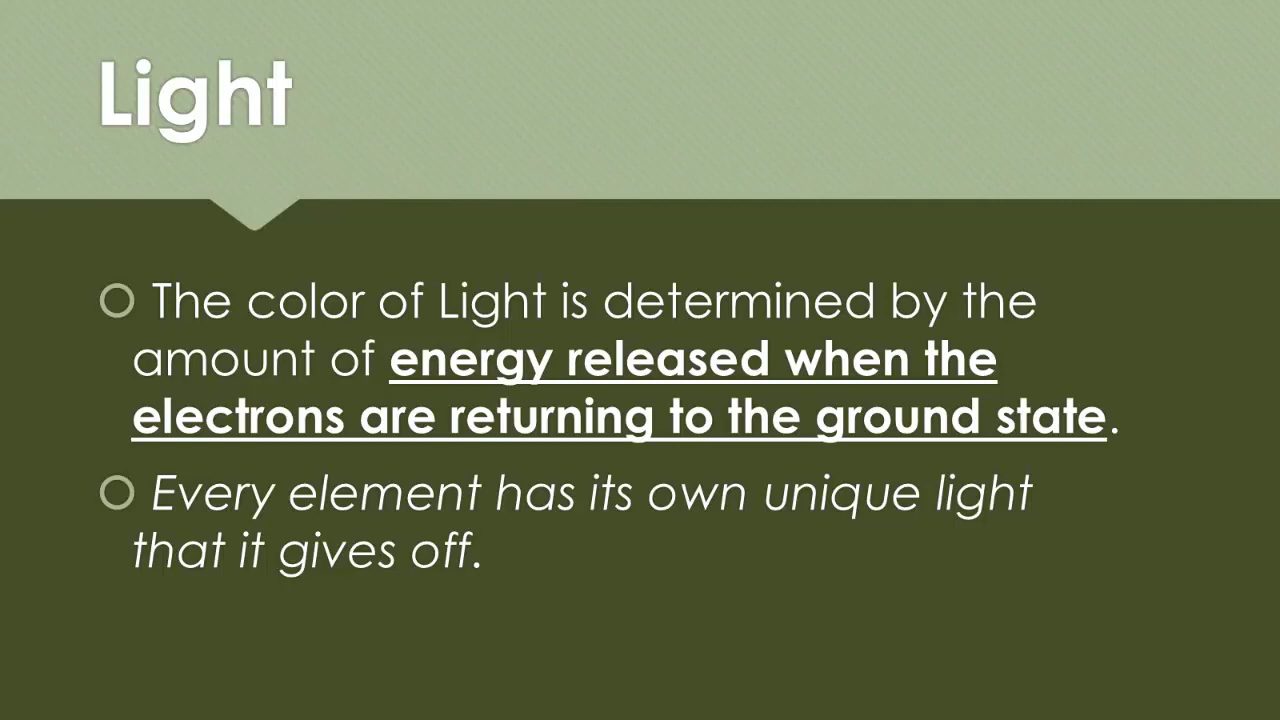 Light
The color of Light is determined by the
amount of energy released when the
electrons are returning to the ground state.
Every element has its own unique light
that it gives off.